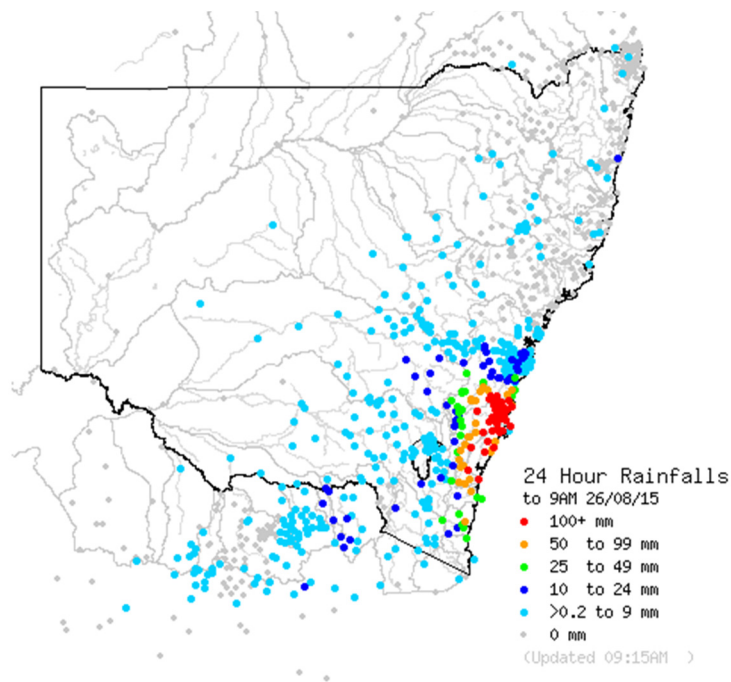 24 Hour Rainfalls
to 9AM 26/08/15
100+ mm
50 to 99 mm
25 to 49 mm
10 to 24 mm
>0.2 to 9 mm
0 mm
(Updated 09:15AM )